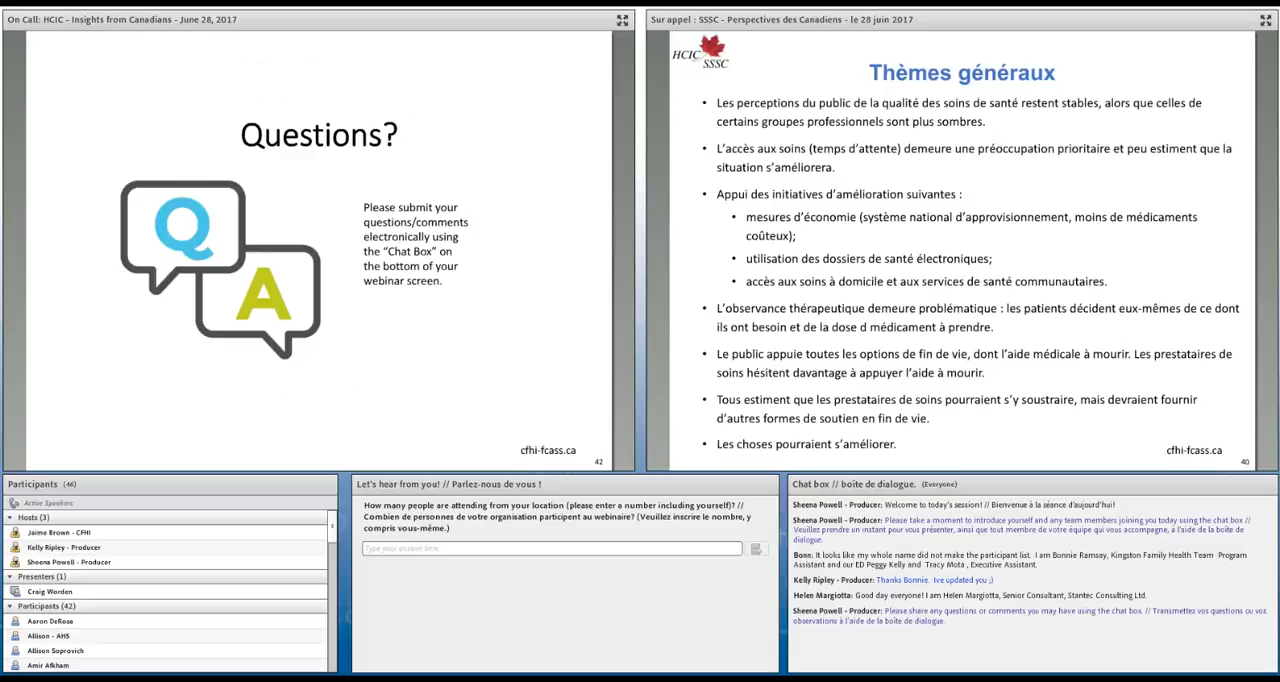 On Call: HCIC - Insights from Canadians - June 28, 2017
Questions?
Q
A
Please submit your
questions/comments
electronically using
the “Chat Box” on
the bottom of your
webinar screen.
cfhi-fcass.ca
42
Sur appel : SSSC - Perspectives des Canadiens - le 28 juin 2017
HCIC
SSSC
Thèmes généraux
• Les perceptions du public de la qualité des soins de santé restent stables, alors que celles de
certains groupes professionnels sont plus sombres.
• L’accès aux soins (temps d’attente) demeure une préoccupation prioritaire et peu estiment que la
situation s’améliorera.
• Appui des initiatives d’amélioration suivantes :
• mesures d’économie (système national d’approvisionnement, moins de médicaments
coûteux);
• utilisation des dossiers de santé électroniques;
• accès aux soins à domicile et aux services de santé communautaires.
• L’observance thérapeutique demeure problématique : les patients décident eux-mêmes de ce dont
ils ont besoin et de la dose d médicament à prendre.
• Le public appuie toutes les options de fin de vie, dont l’aide médicale à mourir. Les prestataires de
soins hésitent davantage à appuyer l’aide à mourir.
• Tous estiment que les prestataires de soins pourraient s’y soustraire, mais devraient fournir
d’autres formes de soutien en fin de vie.
• Les choses pourraient s’améliorer.
cfhi-fcass.ca
40
Participants (46)
Active Speakers
Hosts (3)
Jaime Brown - CFHI
Kelly Ripley - Producer
Sheena Powell - Producer
Presenters (1)
Craig Worden
Participants (42)
Aaron DeRosa
Allison - AHS
Allison Soprovich
Amir Afkham
Let's hear from you! // Parlez-nous de vous !
How many people are attending from your location (please enter a number including yourself)? //
Combien de personnes de votre organisation participent au webinaire? (Veuillez inscrire le nombre, y
compris vous-même.)
Type your answer here.
Chat box // boîte de dialogue. (Everyone)
Sheena Powell - Producer: Welcome to today's session! // Bienvenue à la séance d'aujourd'hui!
Sheena Powell - Producer: Please take a moment to introduce yourself and any team members joining you today using the chat box //
Veuillez prendre un instant pour vous présenter, ainsi que tout membre de votre équipe qui vous accompagne, à l'aide de la boîte de
dialogue.
Bonn: It looks like my whole name did not make the participant list. I am Bonnie Ramsay, Kingston Family Health Team Program
Assistant and our ED Peggy Kelly and Tracy Mota , Executive Assistant.
Kelly Ripley - Producer: Thanks Bonnie. Ive updated you ;)
Helen Margiotta: Good day everyone! I am Helen Margiotta, Senior Consultant, Stantec Consulting Ltd.
Sheena Powell - Producer: Please share any questions or comments you may have using the chat box. // Transmettez vos questions ou vos
observations à l'aide de la boîte de dialogue.